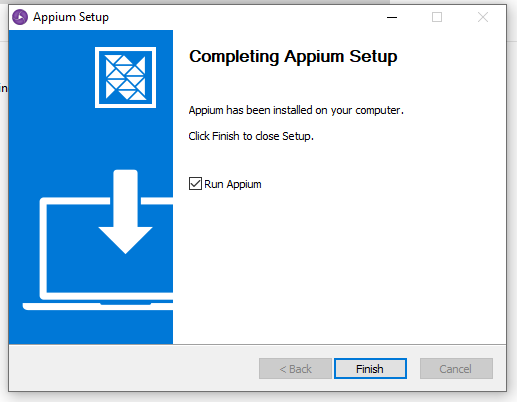 Appium Setup
in
Completing Appium Setup
Appium has been installed on your computer.
Click Finish to close Setup.
Run Appium
< Back
Finish
Cancel